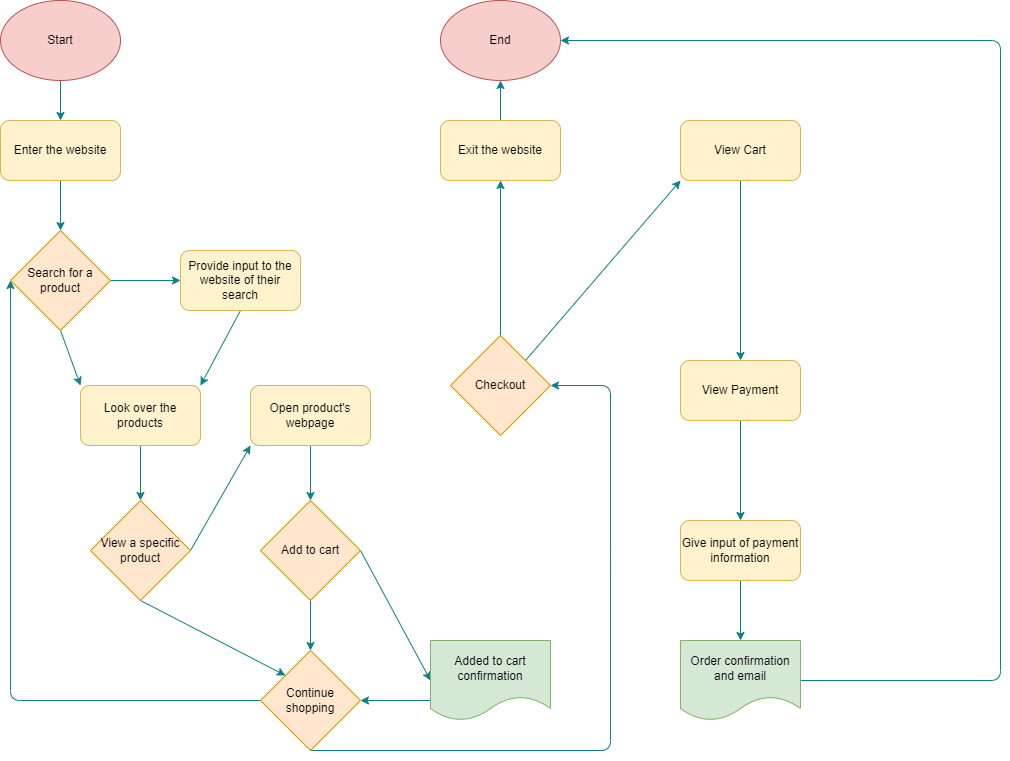 Start
End
Enter the website
Exit the website
View Cart
Search for a
product
Provide input to the
website of their
search
Look over the
products
Open product's
webpage
Checkout
View Payment
View a specific
product
Add to cart
Give input of payment
information
Continue
shopping
Added to cart
confirmation
Order confirmation
and email